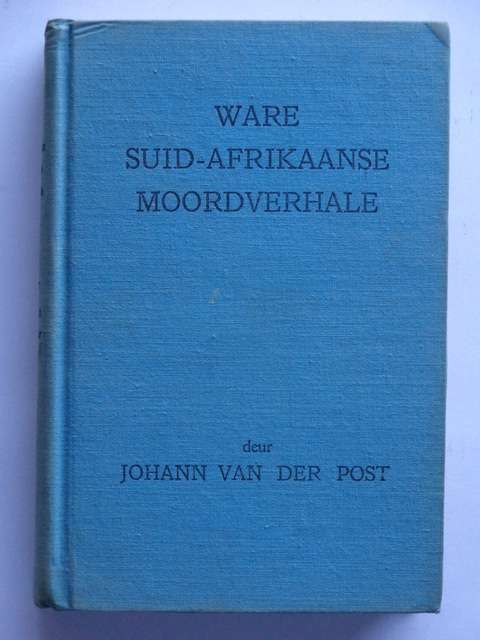 WARE
SUID-AFRIKAANSE
MOORDVERHALE
deur
JOHANN VAN DER POST